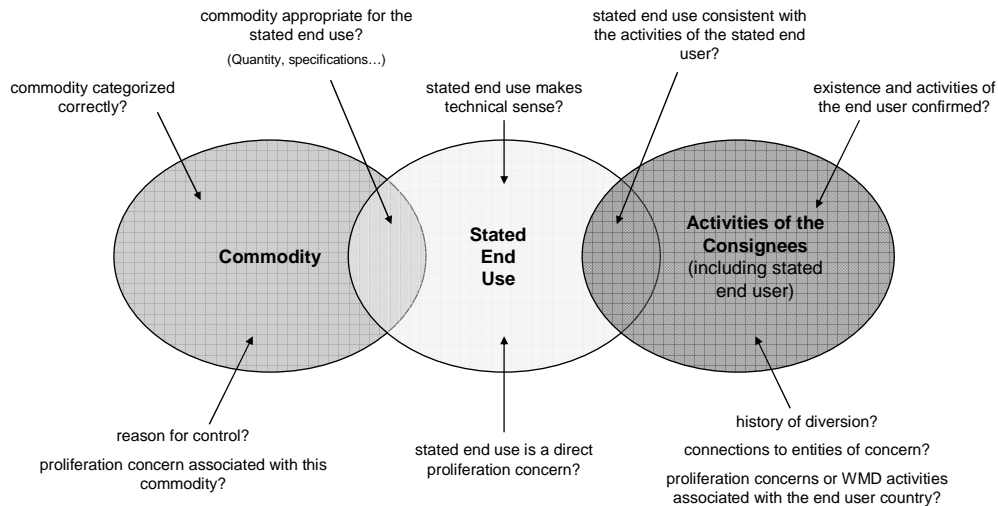 commodity appropriate for the
stated end use?
(Quantity, specifications…)
stated end use consistent with
the activities of the stated end
user?
commodity categorized
correctly?
stated end use makes
technical sense?
existence and activities of
the end user confirmed?
Commodity
Stated
End
Use
Activities of the
Consignees
(including stated
end user)
reason for control?
proliferation concern associated with this
commodity?
stated end use is a direct
proliferation concern?
history of diversion?
connections to entities of concern?
proliferation concerns or WMD activities
associated with the end user country?